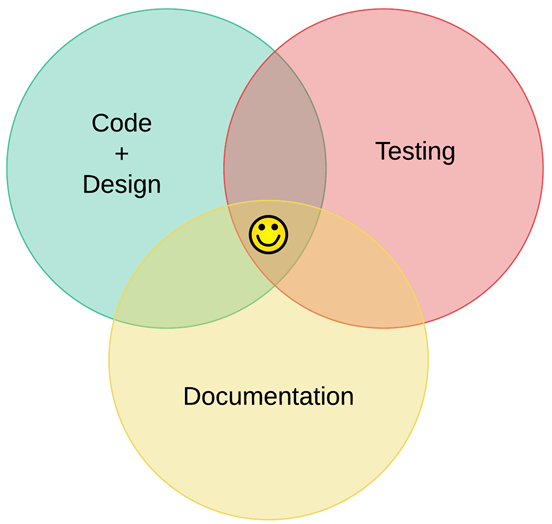 Code
+
Design
Testing
Documentation